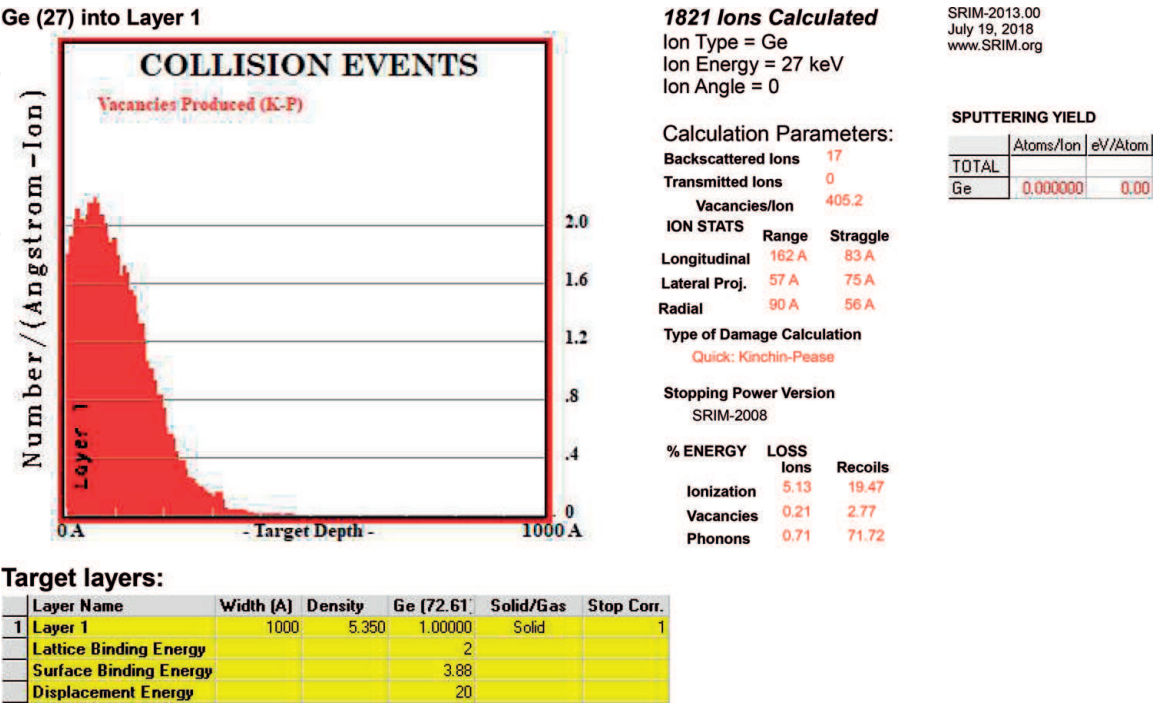 Ge (27) into Layer 1
COLLISION EVENTS
Vacancies Produced (K-P)
Number/(Angstrom-Ion)
2.0
1.6
1.2
.8
.4
0
Layer 1
0 A
- Target Depth -
1000 A
1821 Ions Calculated
Ion Type = Ge
Ion Energy = 27 keV
Ion Angle = 0
Calculation Parameters:
Backscattered Ions 17
Transmitted Ions 0
Vacancies/Ion 405.2
ION STATS Range Straggle
Longitudinal 162 A 83 A
Lateral Proj. 57 A 75 A
Radial 90 A 56 A
Type of Damage Calculation
Quick: Kinchin-Pease
Stopping Power Version
SRIM-2008
% ENERGY LOSS
Ions Recoils
Ionization 5.13 19.47
Vacancies 0.21 2.77
Phonons 0.71 71.72
SRIM-2013.00
July 19, 2018
www.SRIM.org
SPUTTERING YIELD
Atoms/Ion eV/Atom
TOTAL
Ge 0.000000 0.00
Target layers:
Layer Name Width (A) Density Ge (72.61) Solid/Gas Stop Corr.
1 Layer 1 1000 5.350 1.00000 Solid 1
Lattice Binding Energy 2
Surface Binding Energy 3.88
Displacement Energy 20